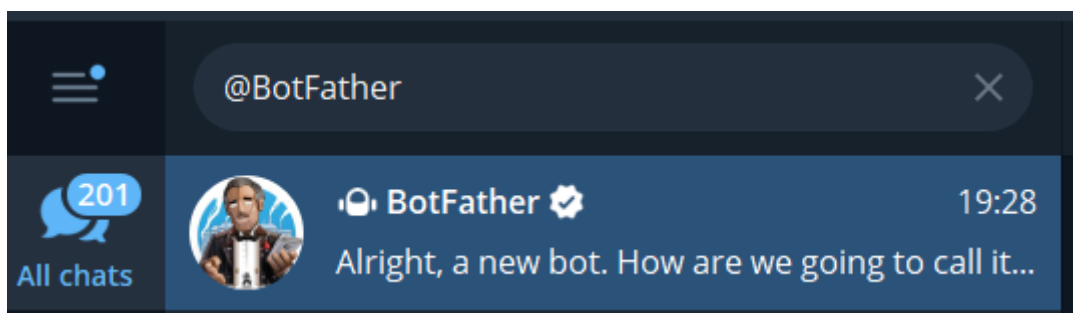 @BotFather
201
All chats
BotFather
19:28
Alright, a new bot. How are we going to call it...